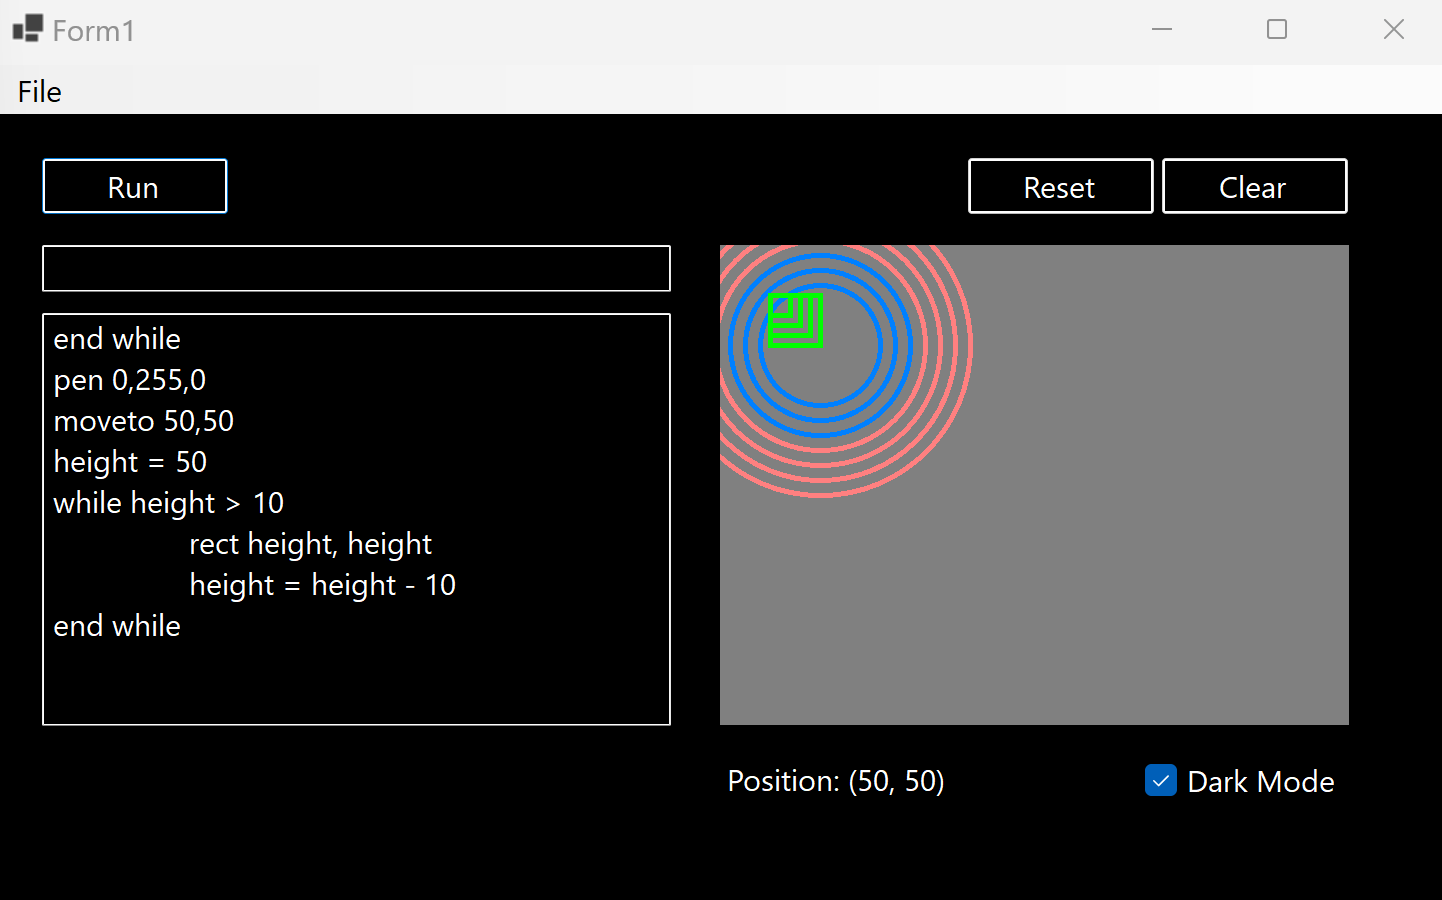 Form1
File
Run
Reset
Clear
end while
pen 0,255,0
moveto 50,50
height = 50
while height > 10
rect height, height
height = height - 10
end while
Position: (50, 50)
Dark Mode